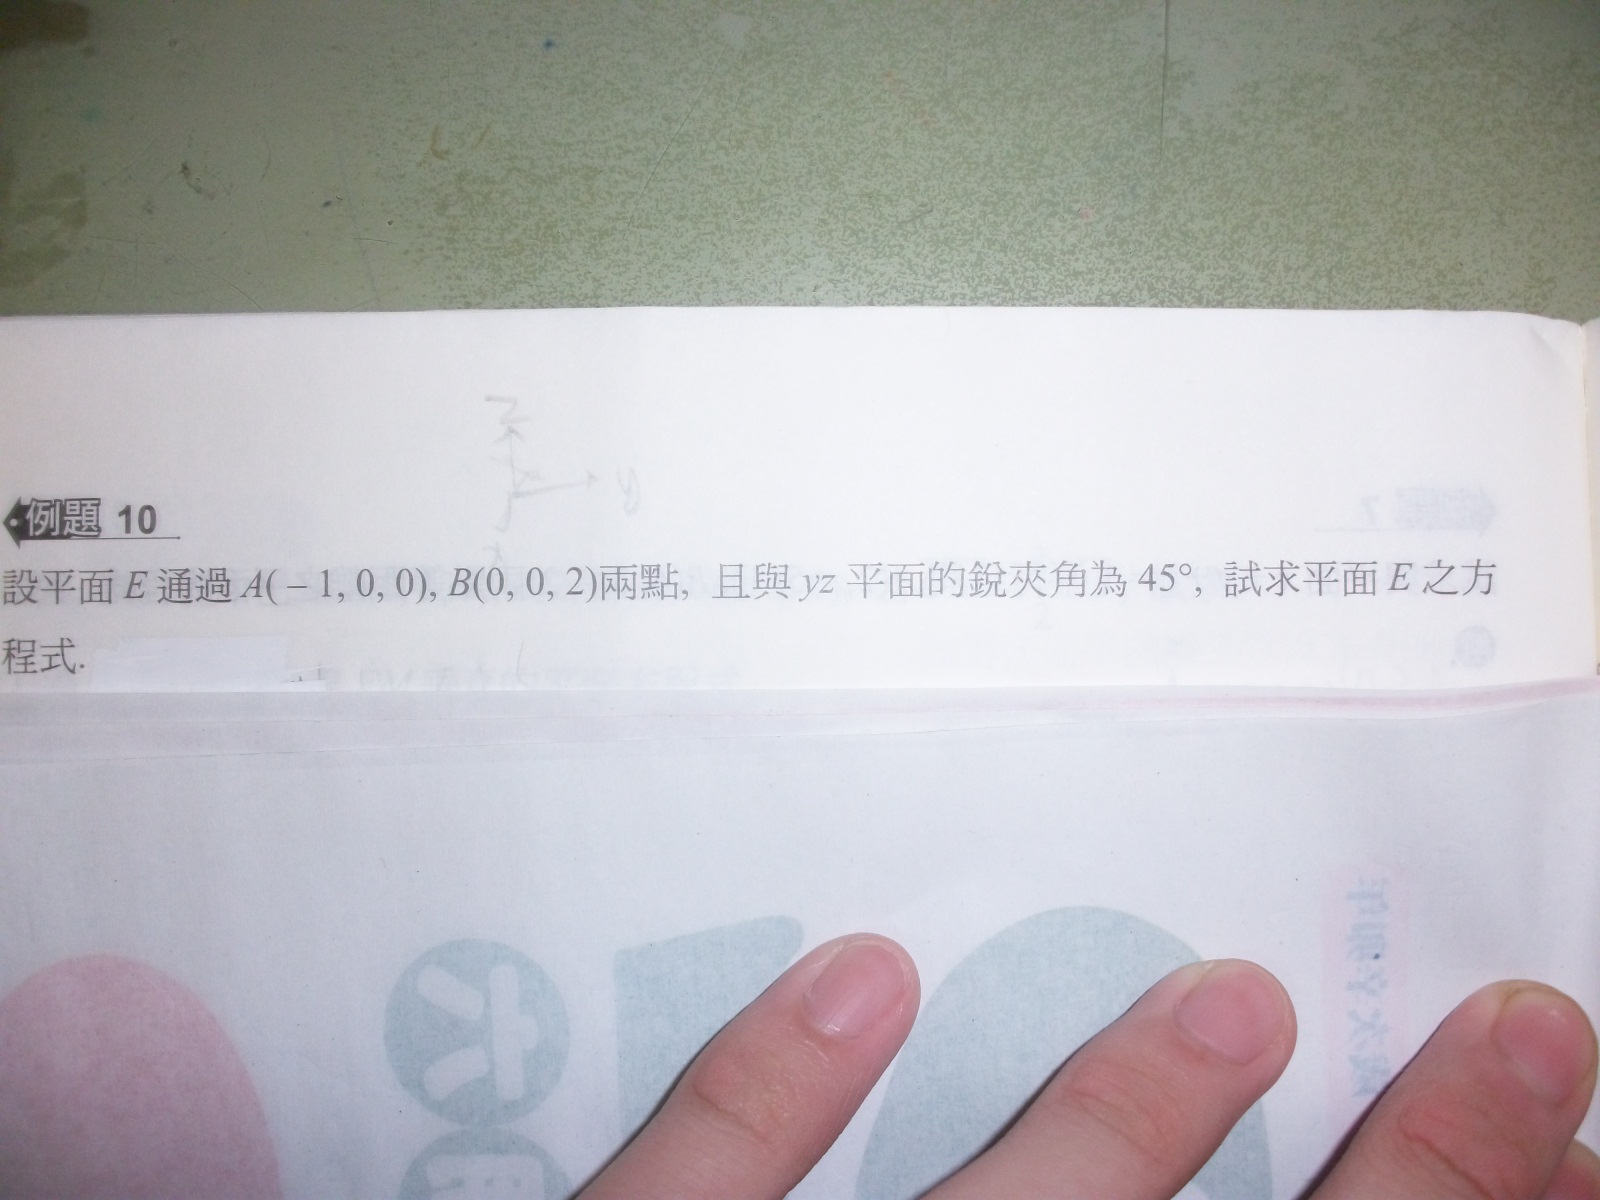 例題 10
設平面 E 通過 A(－1, 0, 0), B(0, 0, 2)兩點, 且與 yz 平面的銳夾角為 45°, 試求平面 E 之方
程式.